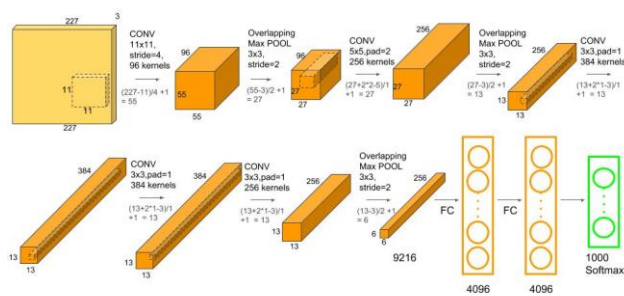 227
3
11
11
227
CONV
11x11,
stride=4,
96 kernels
(227-11)/4 +1
= 55
96
55
55
Overlapping
Max POOL
3x3,
stride=2
(55-3)/2 +1
= 27
96
27
27
CONV
5x5,pad=2
256 kernels
(27+2*2-5)/1
+1 = 27
256
27
27
Overlapping
Max POOL
3x3,
stride=2
(27-3)/2 +1
= 13
256
13
13
CONV
3x3,pad=1
384 kernels
(13+2*1-3)/1
+1 = 13
384
13
13
CONV
3x3,pad=1
384 kernels
(13+2*1-3)/1
+1 = 13
384
13
13
CONV
3x3,pad=1
256 kernels
(13+2*1-3)/1
+1 = 13
256
13
13
Overlapping
Max POOL
3x3,
stride=2
(13-3)/2 +1
= 6
256
6
6
9216
FC
4096
FC
4096
1000
Softmax